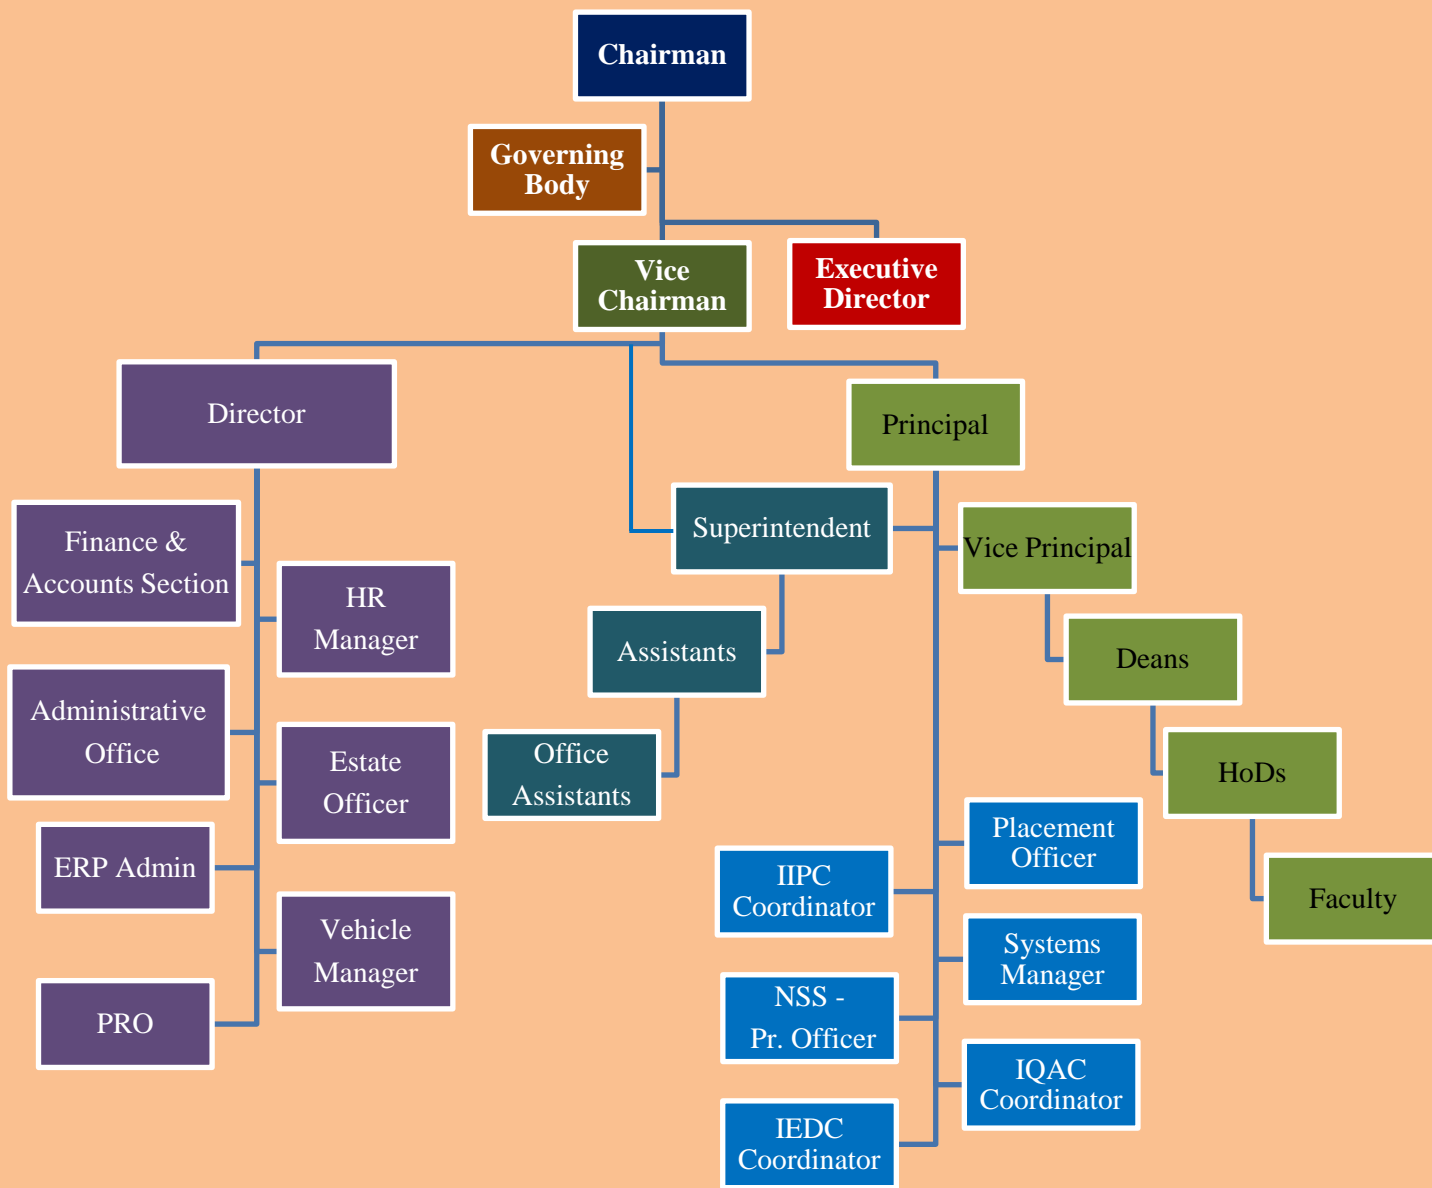 Chairman
Governing
Body
Vice
Chairman
Executive
Director
Director
Principal
Superintendent
Vice Principal
Finance &
Accounts Section
HR
Manager
Assistants
Deans
Administrative
Office
Estate
Officer
Office
Assistants
HoDs
ERP Admin
Placement
Officer
IIPC
Coordinator
Faculty
Vehicle
Manager
Systems
Manager
PRO
NSS -
Pr. Officer
IQAC
Coordinator
IEDC
Coordinator